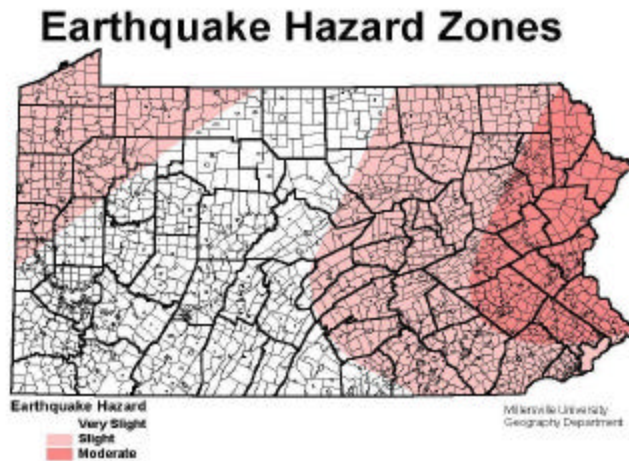 Earthquake Hazard Zones
Earthquake Hazard
Very Slight
Slight
Moderate
Millersville University
Geography Department